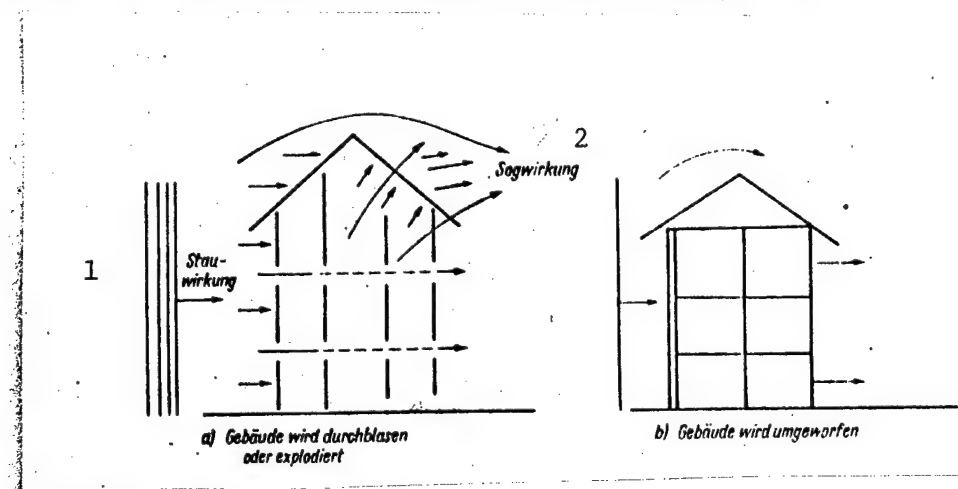 2
Sogwirkung
1
Stau-
wirkung
a) Gebäude wird durchblasen
oder explodiert
b) Gebäude wird umgeworfen